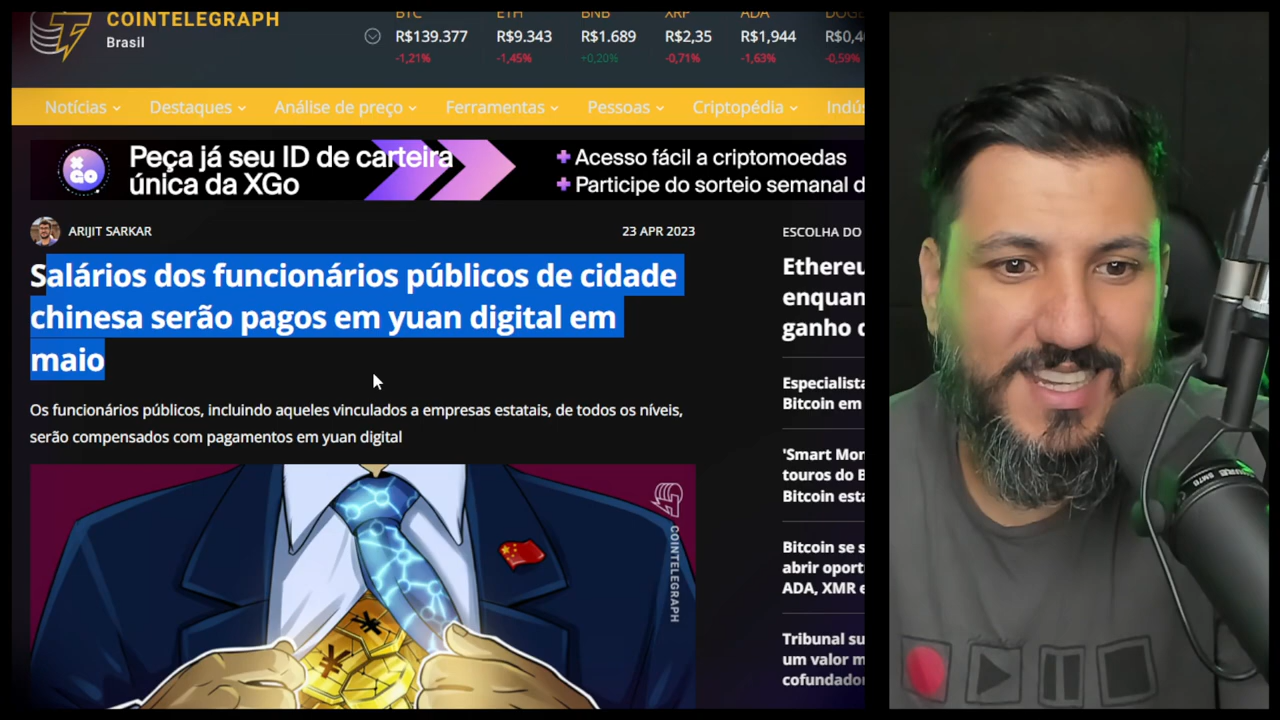 COINTELEGRAPH
Brasil
BTC ETH BNB XRP ADA
R$139.377 R$9.343 R$1.689 R$2,35 R$1,944
-1,21% -1,45% +0,20% -0,71% -1,63% -0,59%
Notícias Destaques Análise de preço Ferramentas Pessoas Criptopédia
Peça já seu ID de carteira
única da XGo
XGO
Acesso fácil a criptomoedas
Participe do sorteio semanal d
ARIJIT SARKAR
23 APR 2023
Salários dos funcionários públicos de cidade
chinesa serão pagos em yuan digital em
maio
Os funcionários públicos, incluindo aqueles vinculados a empresas estatais, de todos os níveis,
serão compensados com pagamentos em yuan digital
COINTELEGRAPH
ESCOLHA DO
Ethereu
enquan
ganho d
Especialista
Bitcoin em
'Smart Mon
touros do B
Bitcoin esta
Bitcoin se s
abrir oport
ADA, XMR e
Tribunal su
um valor m
cofundado